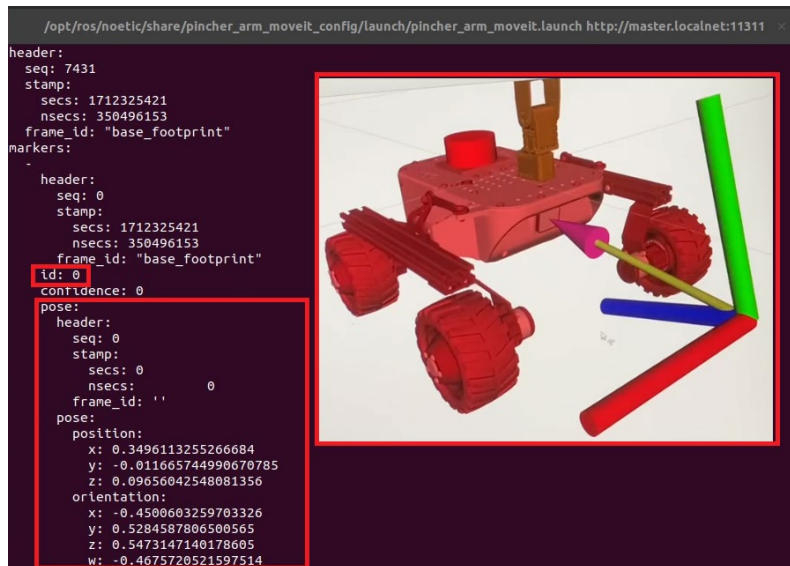 /opt/ros/noetic/share/pincher_arm_moveit_config/launch/pincher_arm_moveit.launch http://master.localnet:11311
header:
  seq: 7431
  stamp:
    secs: 1712325421
    nsecs: 350496153
  frame_id: "base_footprint"
markers:
  -
    header:
      seq: 0
      stamp:
        secs: 1712325421
        nsecs: 350496153
      frame_id: "base_footprint"
    id: 0
    confidence: 0
    pose:
      header:
        seq: 0
        stamp:
          secs: 0
          nsecs:         0
        frame_id: ''
      pose:
        position:
          x: 0.3496113255266684
          y: -0.011665744990670785
          z: 0.09656042548081356
        orientation:
          x: -0.4500603259703326
          y: 0.5284587806500565
          z: 0.5473147140178605
          w: -0.4675720521597514